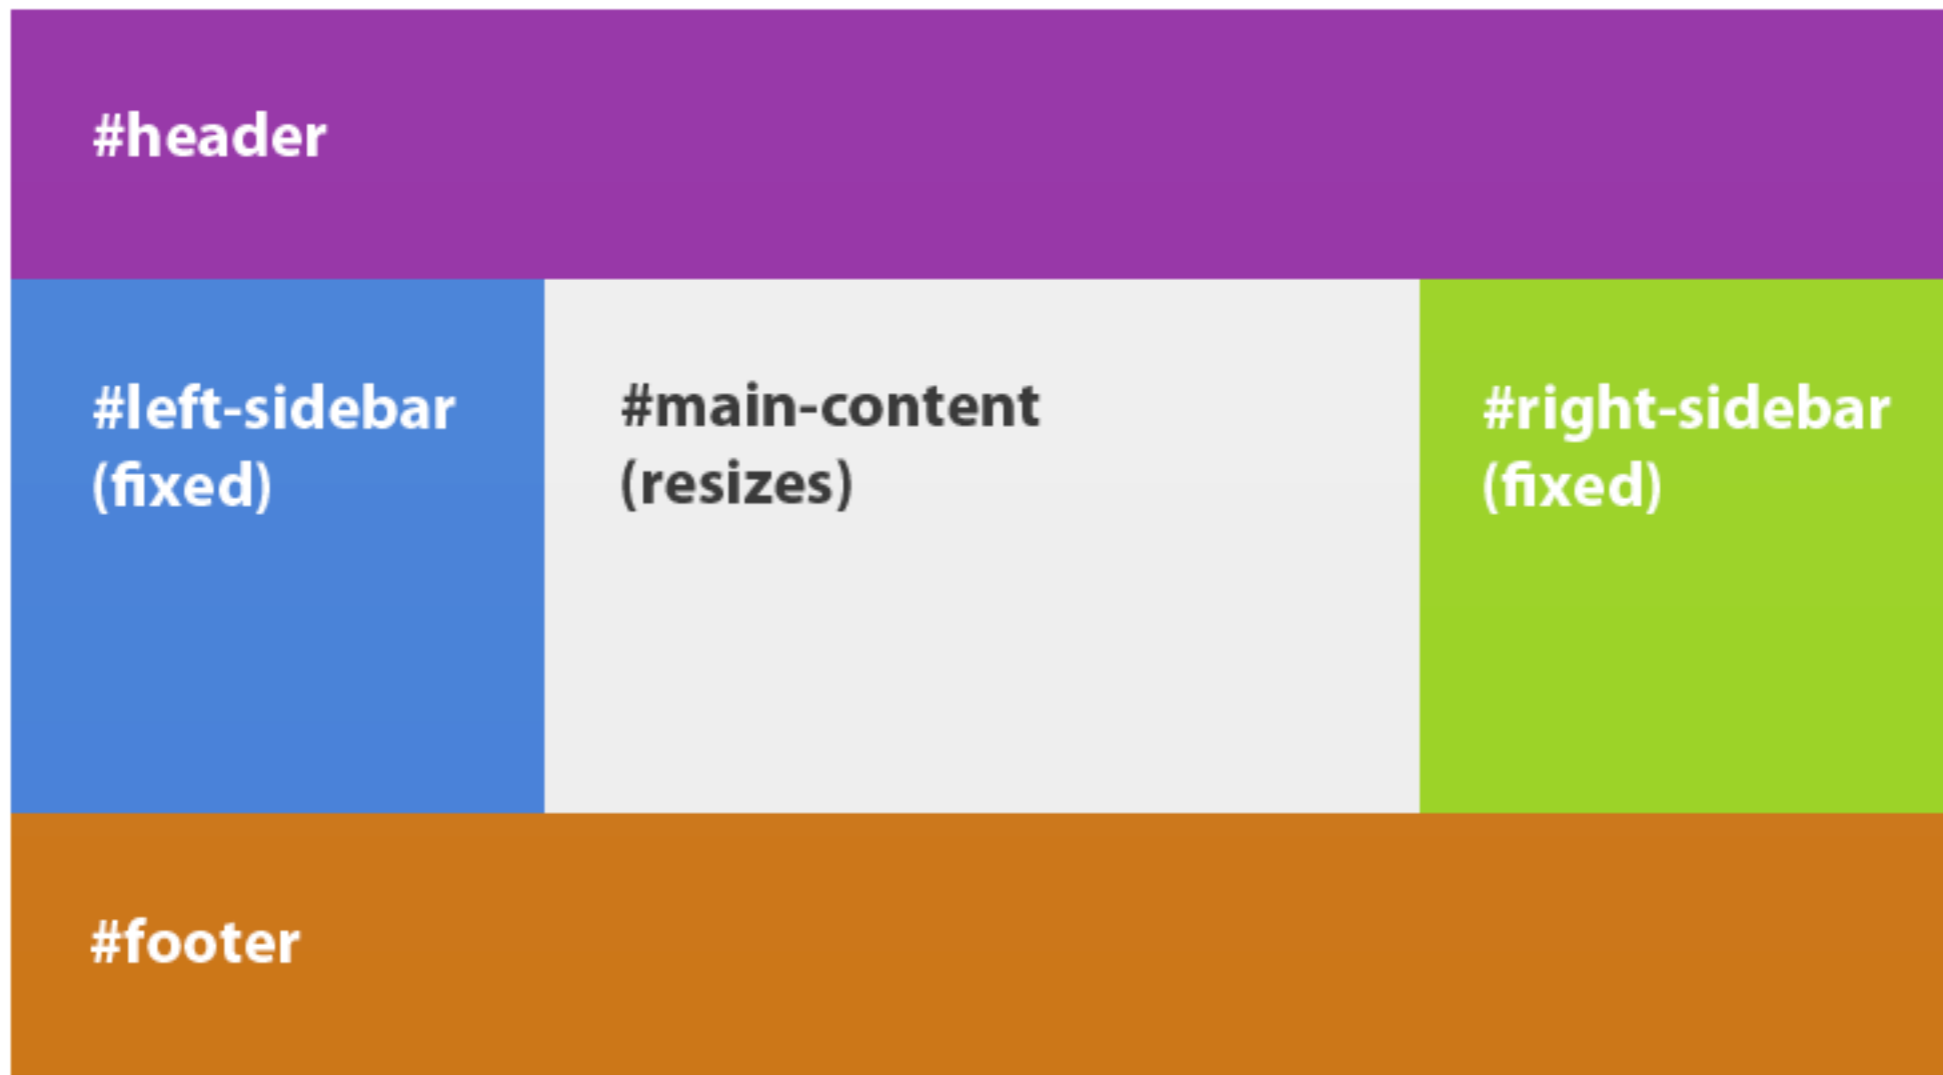 #header
#left-sidebar
(fixed)
#main-content
(resizes)
#right-sidebar
(fixed)
#footer